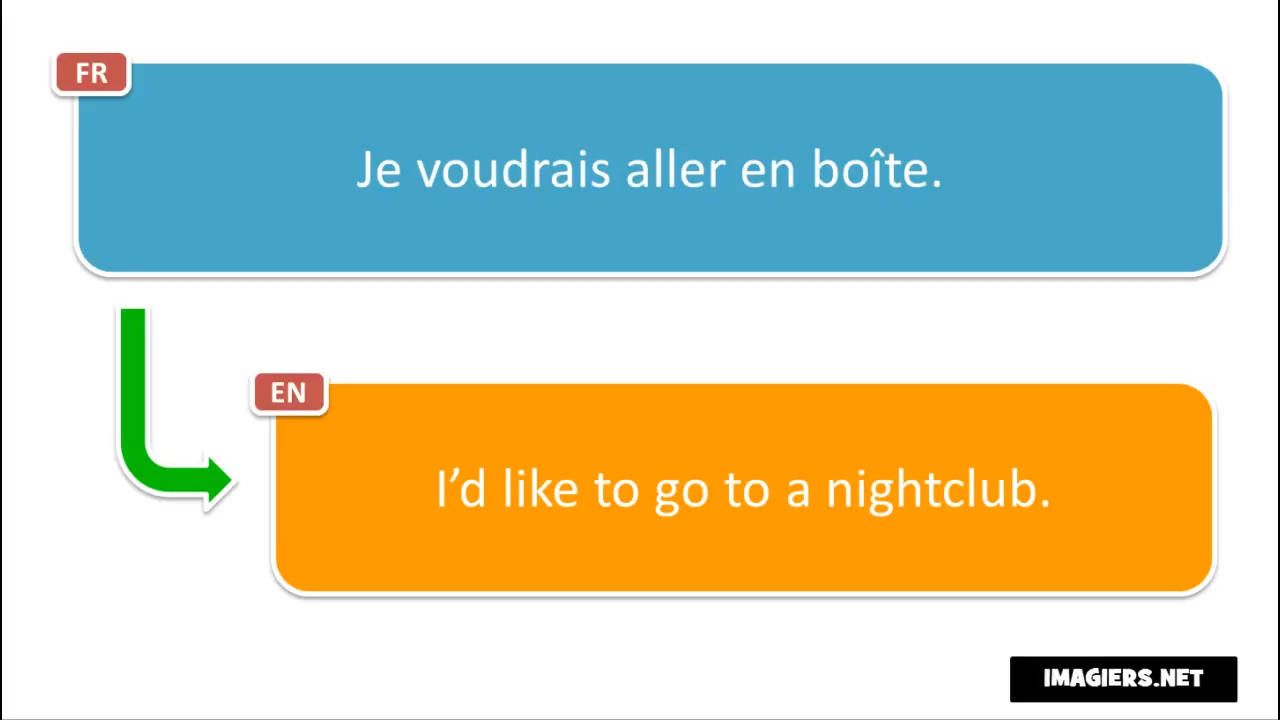 FR
Je voudrais aller en boîte.
EN
I’d like to go to a nightclub.
IMAGIERS.NET